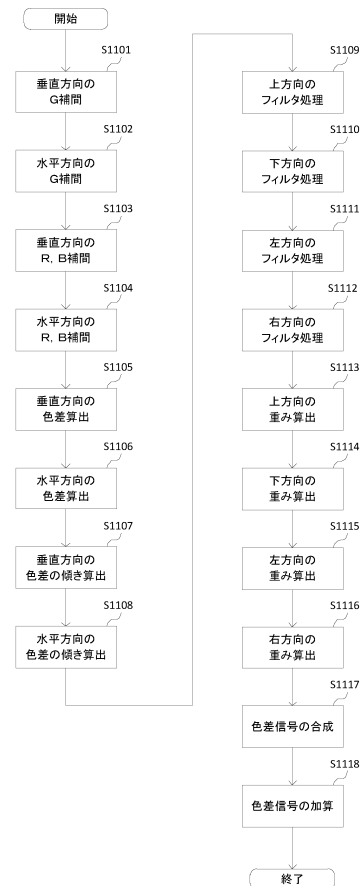 開始
S1101
垂直方向の
G補間
S1102
水平方向の
G補間
S1103
垂直方向の
R，B補間
S1104
水平方向の
R，B補間
S1105
垂直方向の
色差算出
S1106
水平方向の
色差算出
S1107
垂直方向の
色差の傾き算出
S1108
水平方向の
色差の傾き算出
S1109
上方向の
フィルタ処理
S1110
下方向の
フィルタ処理
S1111
左方向の
フィルタ処理
S1112
右方向の
フィルタ処理
S1113
上方向の
重み算出
S1114
下方向の
重み算出
S1115
左方向の
重み算出
S1116
右方向の
重み算出
S1117
色差信号の合成
S1118
色差信号の加算
終了